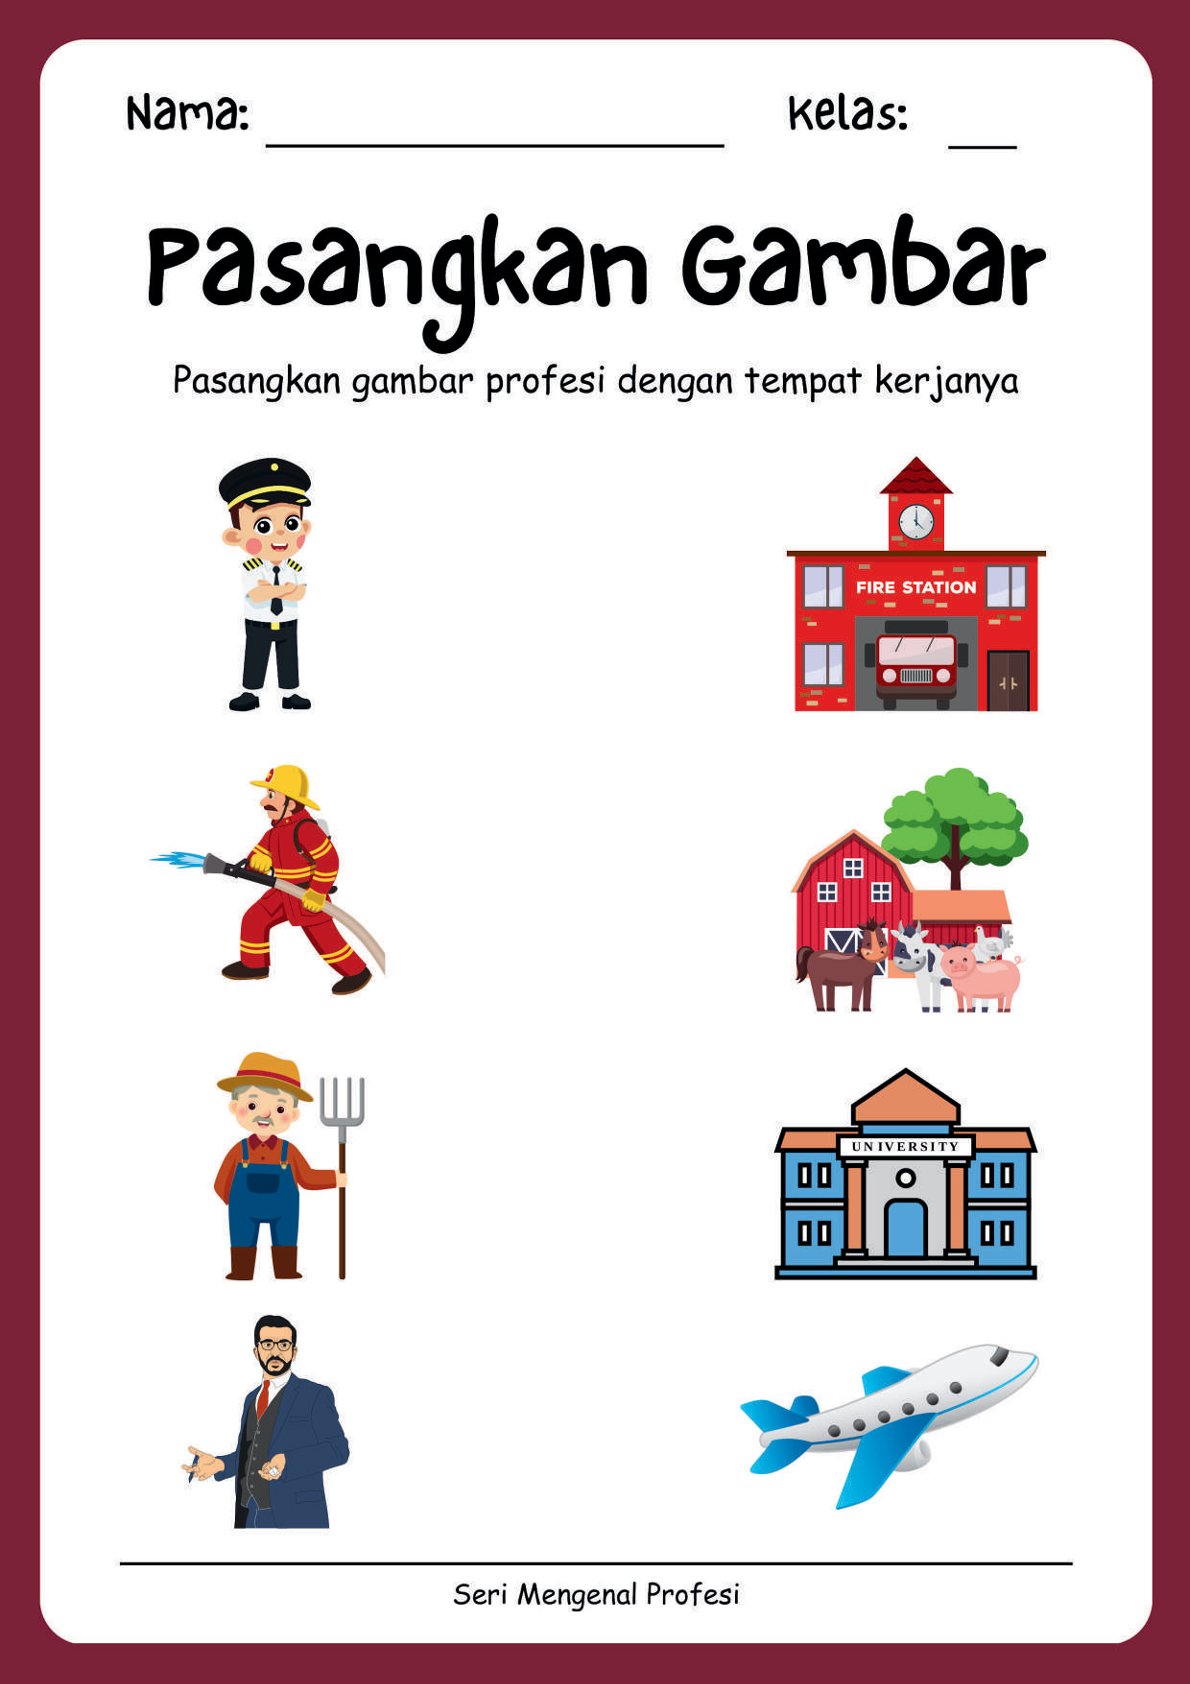 Nama: Kelas:
Pasangkan Gambar
Pasangkan gambar profesi dengan tempat kerjanya
FIRE STATION
UNIVERSITY
Seri Mengenal Profesi